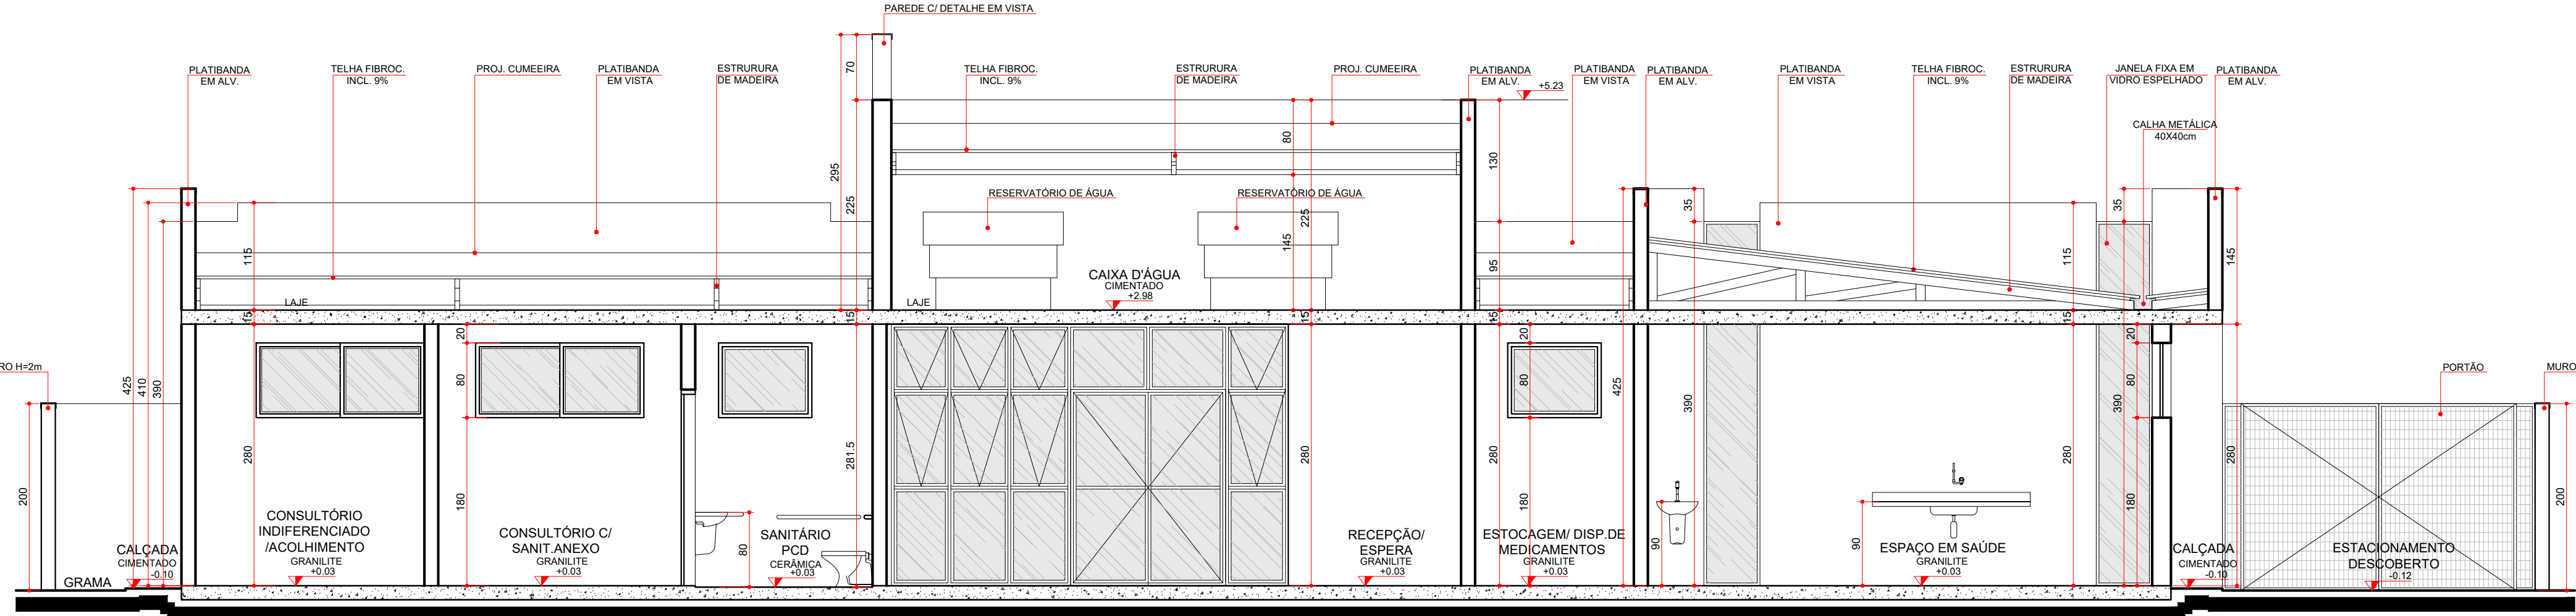 PAREDE C/ DETALHE EM VISTA
PLATIBANDA
EM ALV.
TELHA FIBROC.
INCL. 9%
PROJ. CUMEEIRA
PLATIBANDA
EM VISTA
ESTRURURA
DE MADEIRA
TELHA FIBROC.
INCL. 9%
ESTRURURA
DE MADEIRA
PROJ. CUMEEIRA
PLATIBANDA
EM ALV.
+5.23
PLATIBANDA
EM VISTA
PLATIBANDA
EM ALV.
PLATIBANDA
EM VISTA
TELHA FIBROC.
INCL. 9%
ESTRURURA
DE MADEIRA
JANELA FIXA EM
VIDRO ESPELHADO
PLATIBANDA
EM ALV.
CALHA METÁLICA
40X40cm
70
295
225
80
225
145
130
95
35
35
115
145
115
RESERVATÓRIO DE ÁGUA
RESERVATÓRIO DE ÁGUA
CAIXA D'ÁGUA
CIMENTADO
+2.98
LAJE
LAJE
15
15
15
15
15
RO H=2m
425
410
390
200
280
20
80
180
281.5
80
280
280
20
80
180
425
390
90
90
280
390
20
80
180
280
200
PORTÃO
MURO
GRAMA
CALÇADA
CIMENTADO
-0.10
CONSULTÓRIO
INDIFERENCIADO
/ACOLHIMENTO
GRANILITE
+0.03
CONSULTÓRIO C/
SANIT.ANEXO
GRANILITE
+0.03
SANITÁRIO
PCD
CERÂMICA
+0.03
RECEPÇÃO/
ESPERA
GRANILITE
+0.03
ESTOCAGEM/ DISP.DE
MEDICAMENTOS
GRANILITE
+0.03
ESPAÇO EM SAÚDE
GRANILITE
+0.03
CALÇADA
CIMENTADO
-0.10
ESTACIONAMENTO
DESCOBERTO
-0.12